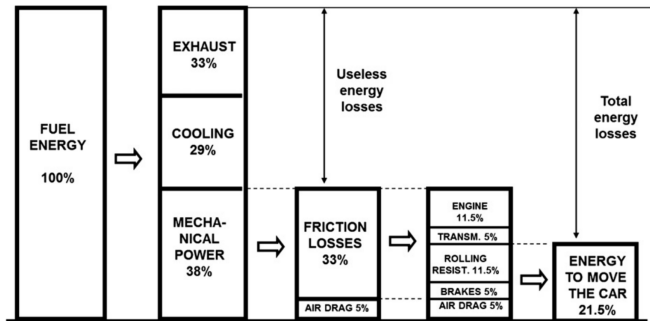 FUEL
ENERGY
100%
EXHAUST
33%
COOLING
29%
MECHA-
NICAL
POWER
38%
Useless
energy
losses
FRICTION
LOSSES
33%
AIR DRAG 5%
ENGINE
11.5%
TRANSM. 5%
ROLLING
RESIST. 11.5%
BRAKES 5%
AIR DRAG 5%
Total
energy
losses
ENERGY
TO MOVE
THE CAR
21.5%